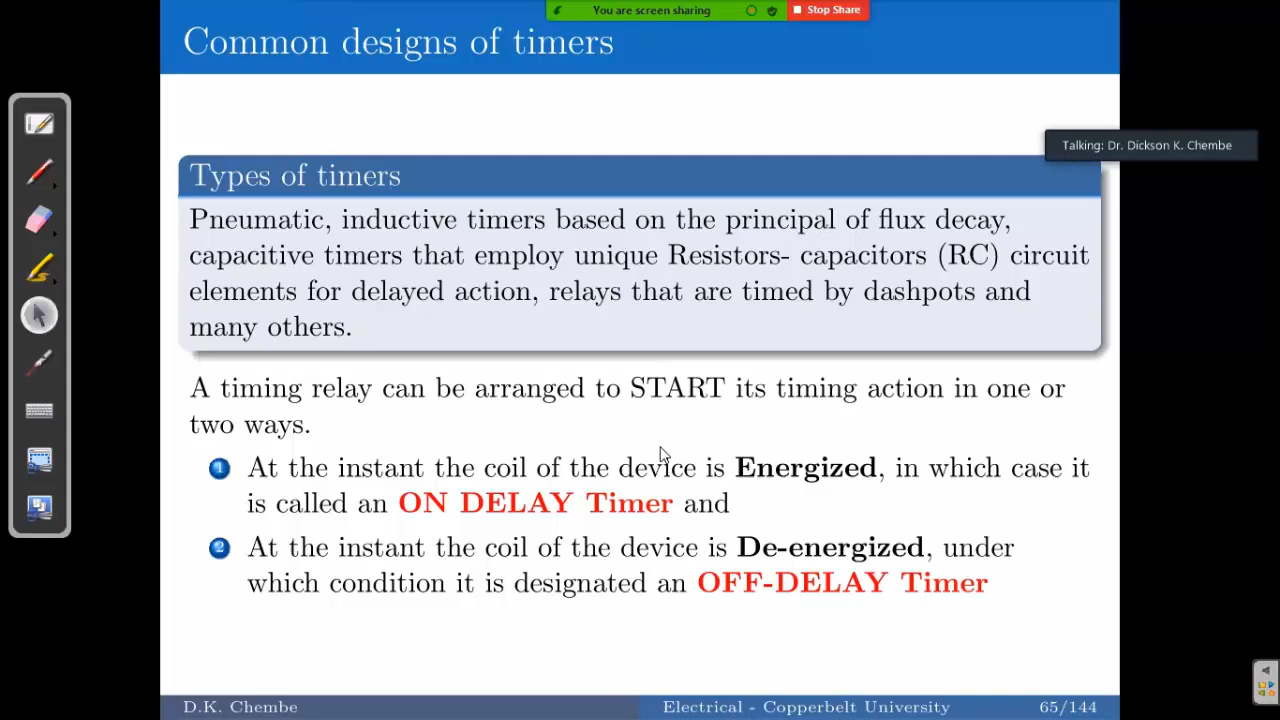 You are screen sharing
Stop Share
Common designs of timers
Talking: Dr. Dickson K. Chembe
Types of timers
Pneumatic, inductive timers based on the principal of flux decay,
capacitive timers that employ unique Resistors- capacitors (RC) circuit
elements for delayed action, relays that are timed by dashpots and
many others.
A timing relay can be arranged to START its timing action in one or
two ways.
1 At the instant the coil of the device is Energized, in which case it
is called an ON DELAY Timer and
2 At the instant the coil of the device is De-energized, under
which condition it is designated an OFF-DELAY Timer
D.K. Chembe Electrical - Copperbelt University 65/144